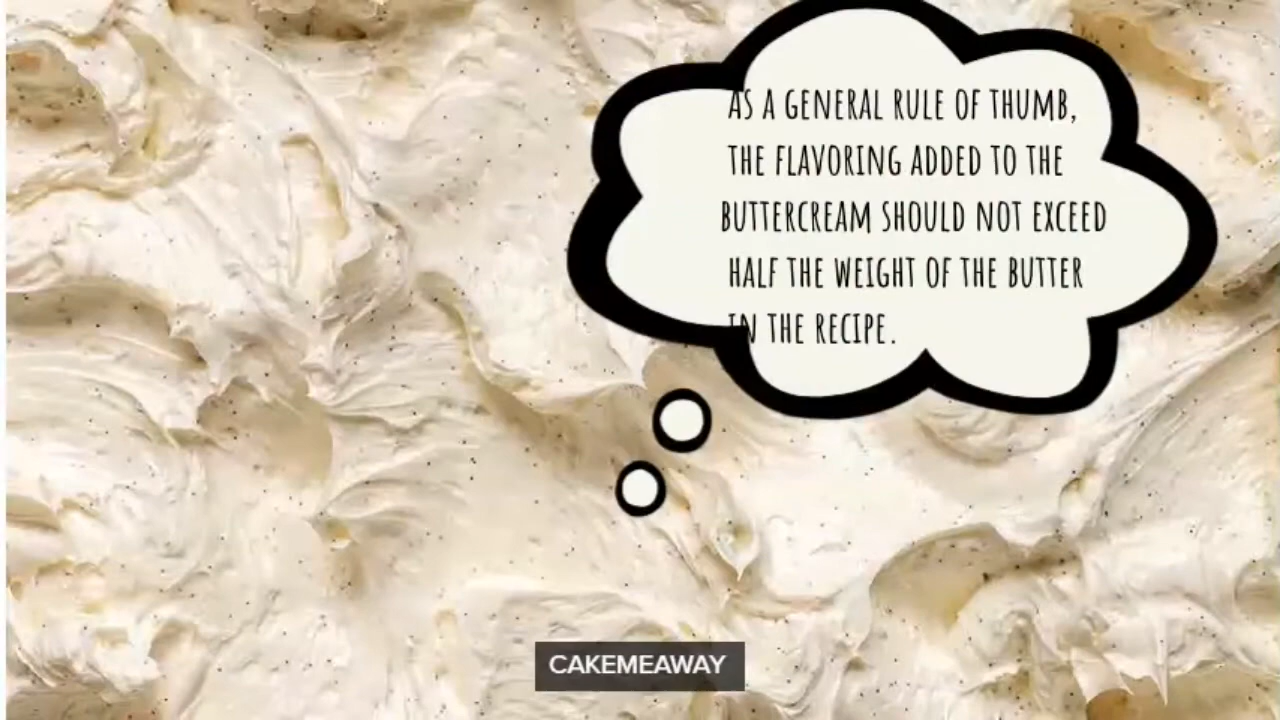 AS A GENERAL RULE OF THUMB,
THE FLAVORING ADDED TO THE
BUTTERCREAM SHOULD NOT EXCEED
HALF THE WEIGHT OF THE BUTTER
IN THE RECIPE.
CAKEMEAWAY